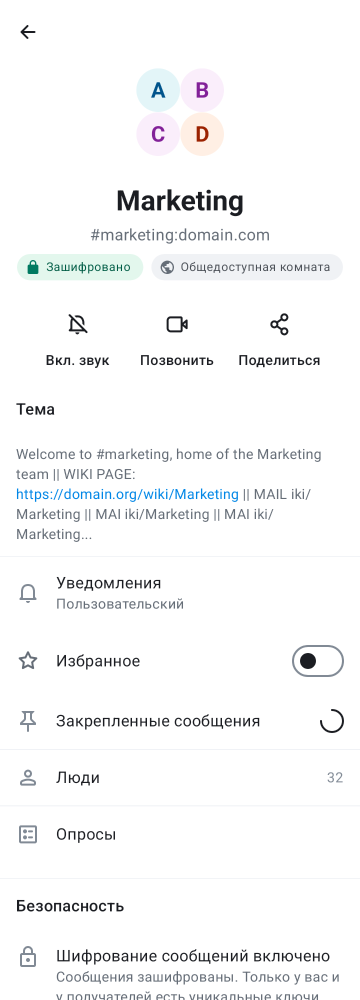 A B
C D
Marketing
#marketing:domain.com
Зашифровано Общедоступная комната
Вкл. звук Позвонить Поделиться
Тема
Welcome to #marketing, home of the Marketing
team || WIKI PAGE:
https://domain.org/wiki/Marketing || MAIL iki/
Marketing || MAI iki/Marketing || MAI iki/
Marketing...
Уведомления
Пользовательский
Избранное
Закрепленные сообщения
Люди 32
Опросы
Безопасность
Шифрование сообщений включено
Сообщения зашифрованы. Только у вас и
у получателей есть уникальные ключи